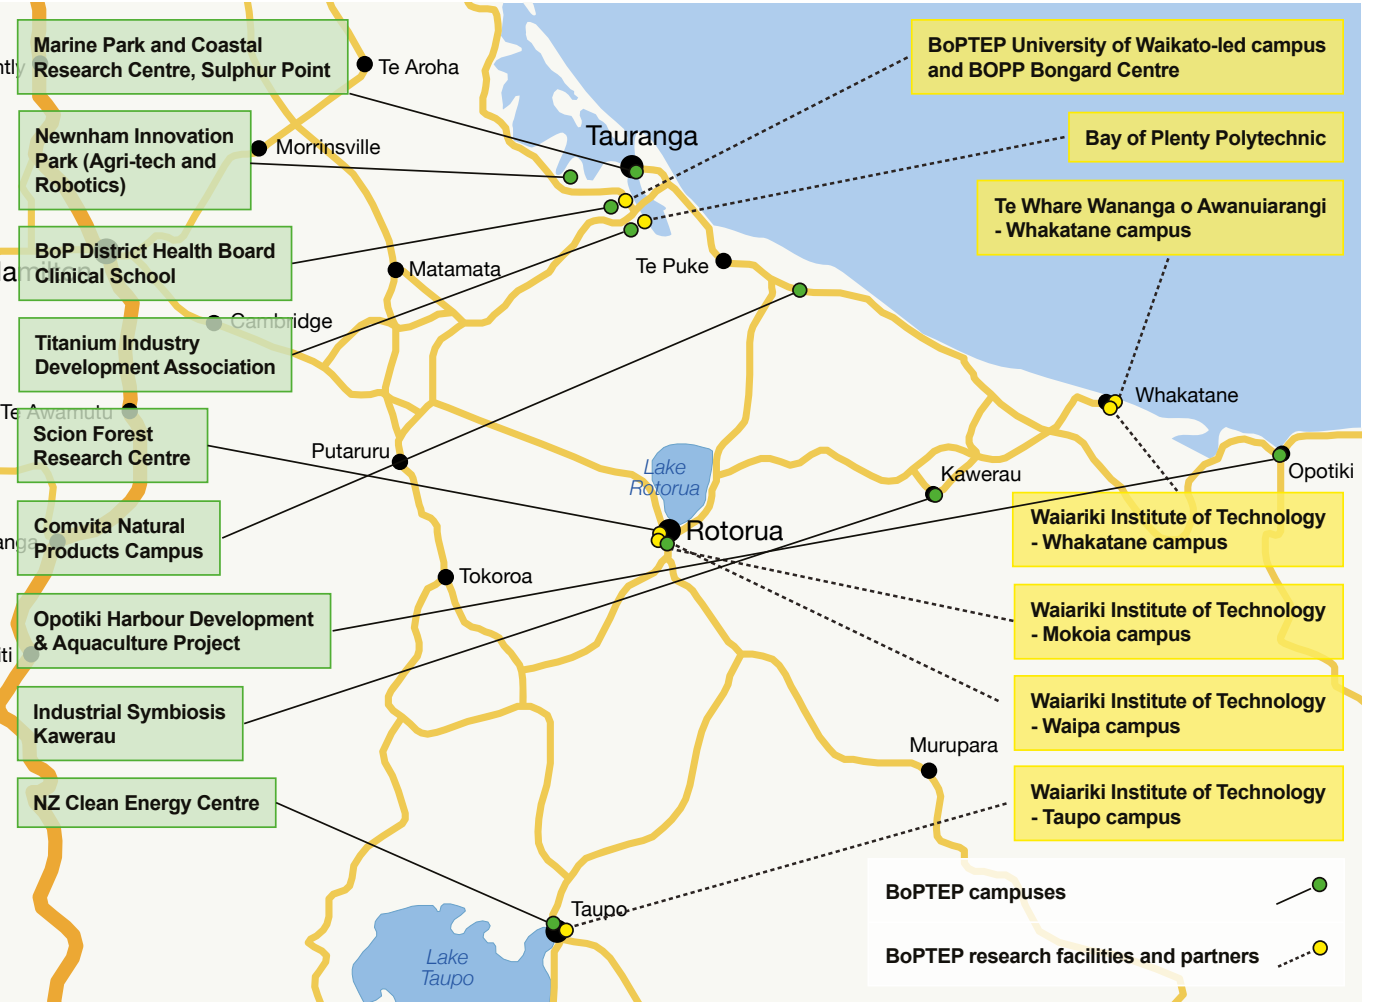 Marine Park and Coastal
Research Centre, Sulphur Point
Newnham Innovation
Park (Agri-tech and
Robotics)
BoP District Health Board
Clinical School
Titanium Industry
Development Association
Scion Forest
Research Centre
Comvita Natural
Products Campus
Opotiki Harbour Development
& Aquaculture Project
Industrial Symbiosis
Kawerau
NZ Clean Energy Centre
ntly
Te Aroha
Morrinsville
Tauranga
Matamata
Te Puke
Cambridge
Te Awamutu
Putaruru
Lake
Rotorua
Rotorua
Kawerau
Whakatane
Opotiki
Tokoroa
Murupara
Taupo
Lake
Taupo
anga
iti
BoPTEP University of Waikato-led campus
and BOPP Bongard Centre
Bay of Plenty Polytechnic
Te Whare Wananga o Awanuiarangi
- Whakatane campus
Waiariki Institute of Technology
- Whakatane campus
Waiariki Institute of Technology
- Mokoia campus
Waiariki Institute of Technology
- Waipa campus
Waiariki Institute of Technology
- Taupo campus
BoPTEP campuses
BoPTEP research facilities and partners